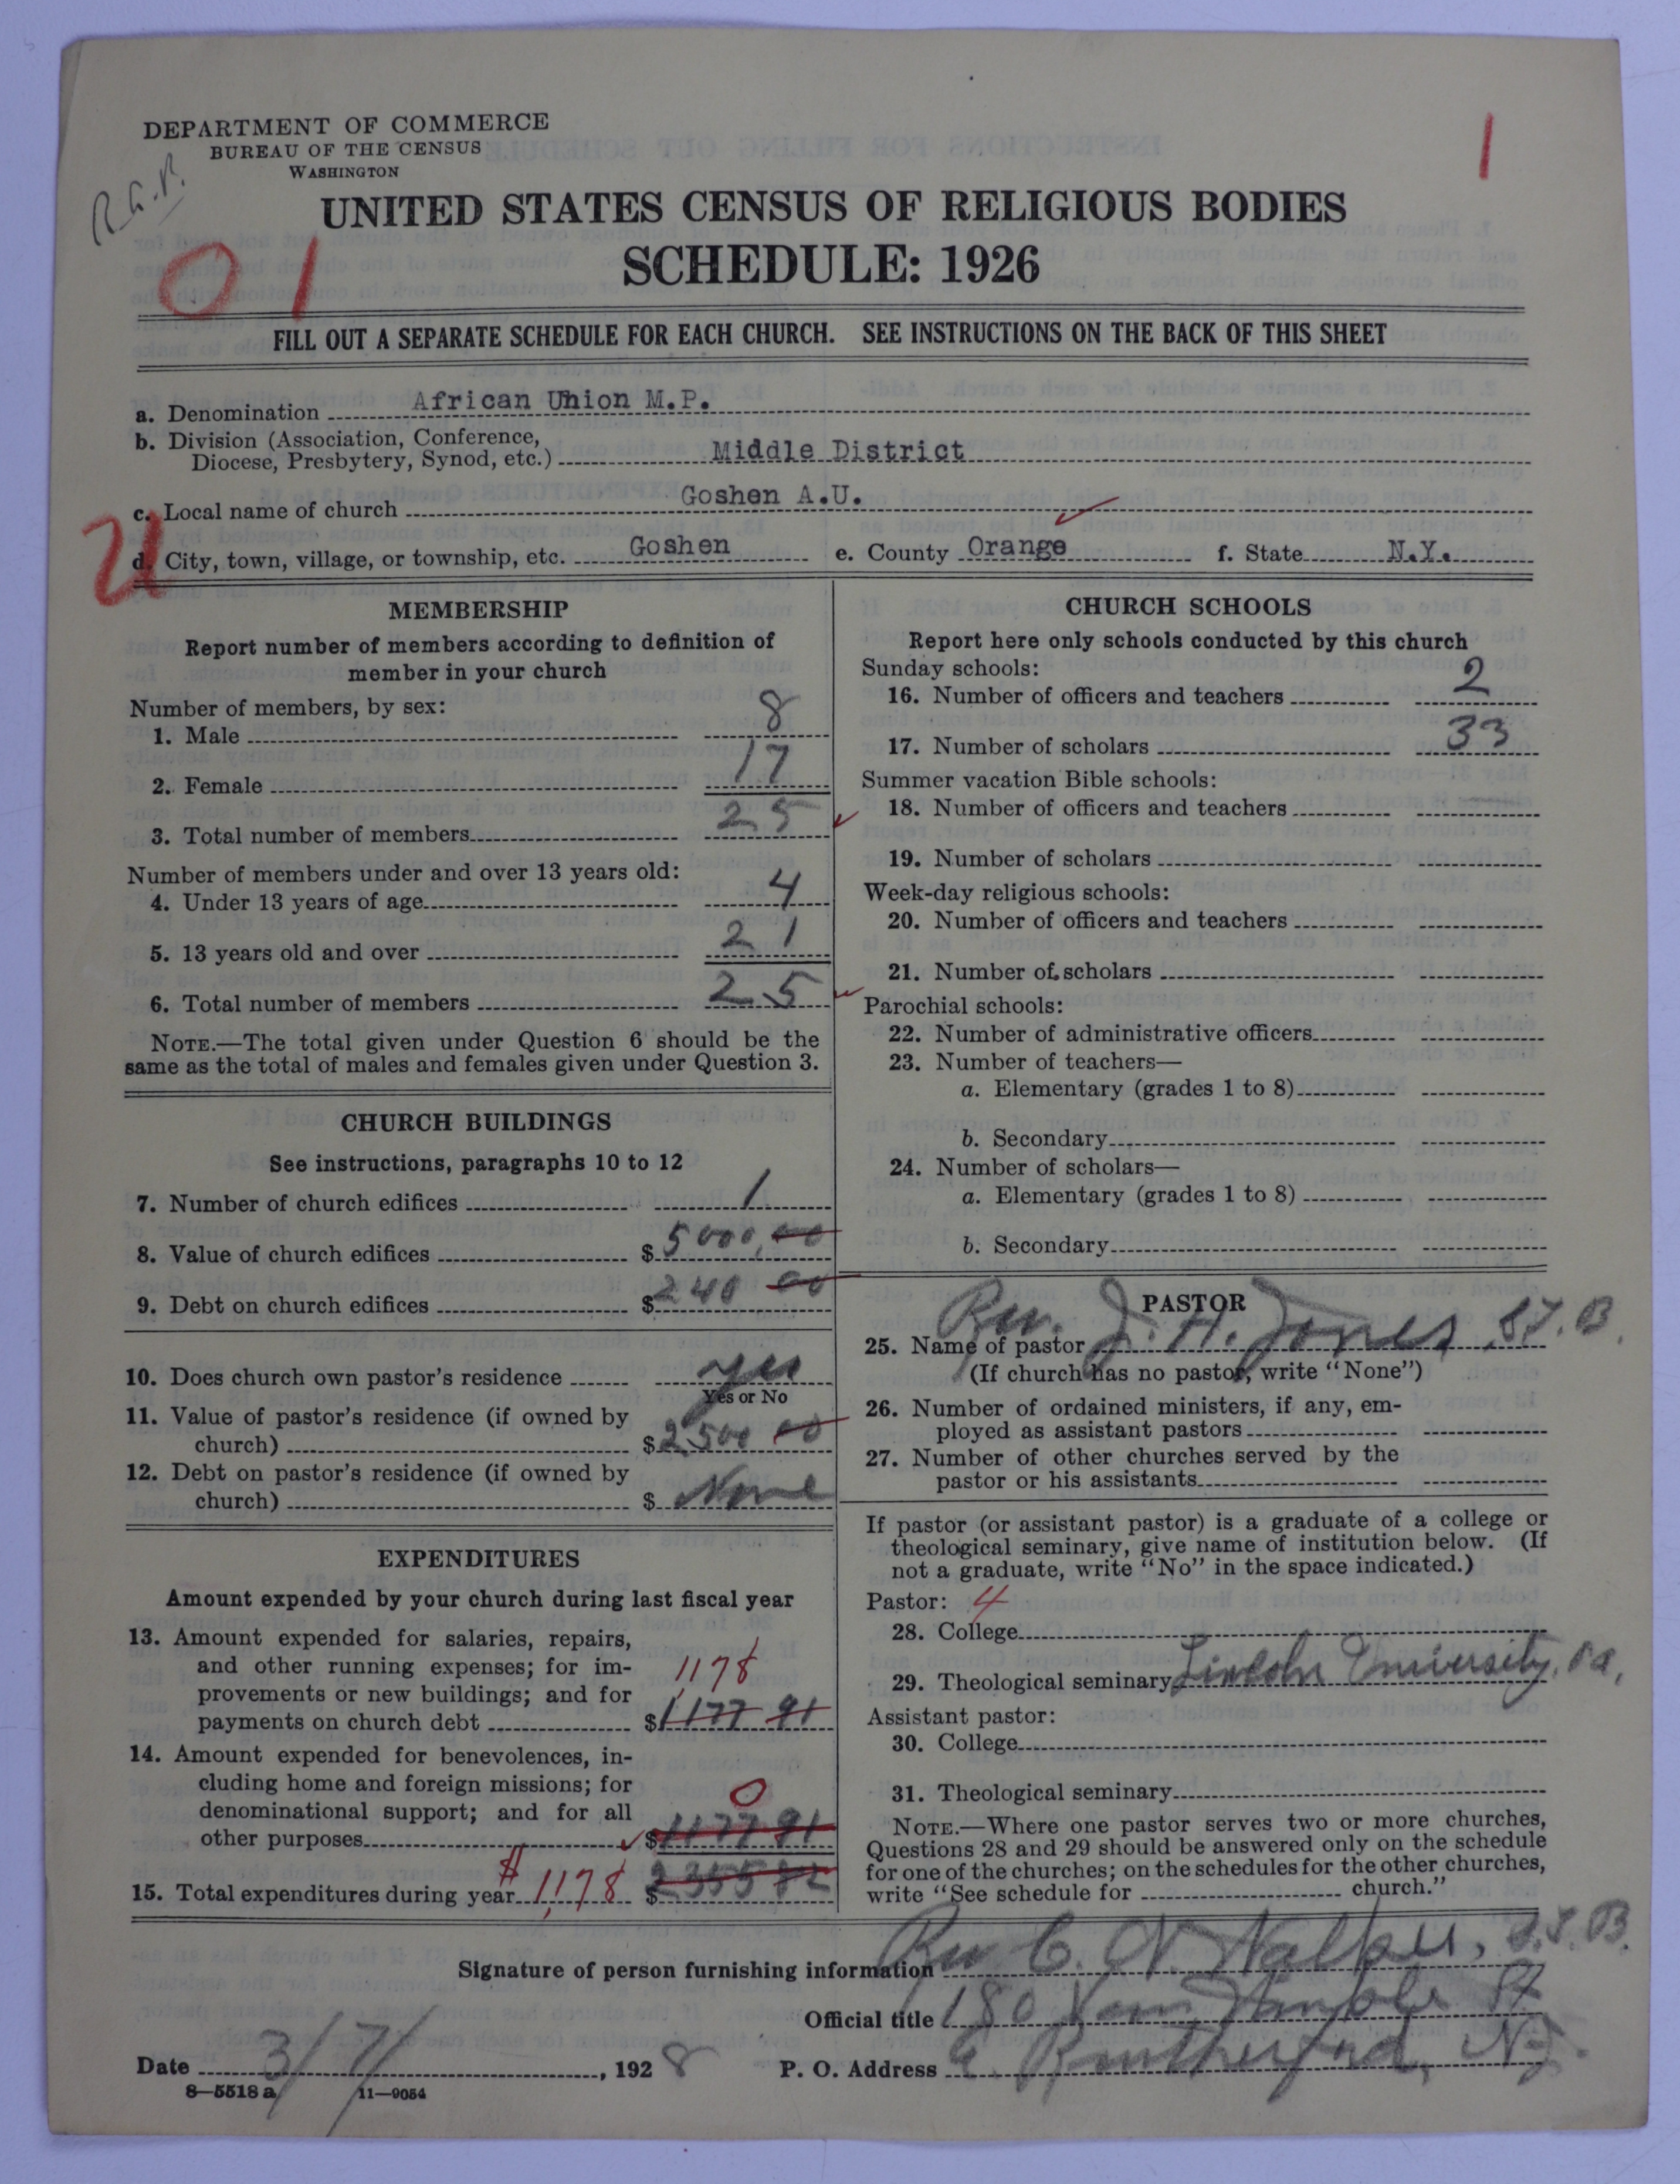 DEPARTMENT OF COMMERCE
BUREAU OF THE CENSUS
WASHINGTON
R.G.P.
1
UNITED STATES CENSUS OF RELIGIOUS BODIES
SCHEDULE: 1926
01
FILL OUT A SEPARATE SCHEDULE FOR EACH CHURCH. SEE INSTRUCTIONS ON THE BACK OF THIS SHEET
a. Denomination African Union M.P.
b. Division (Association, Conference,
Diocese, Presbytery, Synod, etc.) Middle District
c. Local name of church Goshen A.U.
d. City, town, village, or township, etc. Goshen e. County Orange f. State N.Y.
MEMBERSHIP
Report number of members according to definition of
member in your church
Number of members, by sex:
1. Male 8
2. Female 17
3. Total number of members 25
Number of members under and over 13 years old:
4. Under 13 years of age 4
5. 13 years old and over 21
6. Total number of members 25
NOTE.—The total given under Question 6 should be the
same as the total of males and females given under Question 3.
CHURCH BUILDINGS
See instructions, paragraphs 10 to 12
7. Number of church edifices 1
8. Value of church edifices $5000,00
9. Debt on church edifices $240 00
10. Does church own pastor's residence yes
Yes or No
11. Value of pastor's residence (if owned by
church) $2500 00
12. Debt on pastor's residence (if owned by
church) $ None
EXPENDITURES
Amount expended by your church during last fiscal year
13. Amount expended for salaries, repairs,
and other running expenses; for im-
provements or new buildings; and for
payments on church debt 1178 $1177 91
14. Amount expended for benevolences, in-
cluding home and foreign missions; for
denominational support; and for all
other purposes 0 $1177 91
15. Total expenditures during year $1,178 $2355 82
CHURCH SCHOOLS
Report here only schools conducted by this church
Sunday schools:
16. Number of officers and teachers 2
17. Number of scholars 33
Summer vacation Bible schools:
18. Number of officers and teachers
19. Number of scholars
Week-day religious schools:
20. Number of officers and teachers
21. Number of scholars
Parochial schools:
22. Number of administrative officers
23. Number of teachers—
a. Elementary (grades 1 to 8)
b. Secondary
24. Number of scholars—
a. Elementary (grades 1 to 8)
b. Secondary
PASTOR
25. Name of pastor Rev. J. H. Jones, S.T.B.
(If church has no pastor, write "None")
26. Number of ordained ministers, if any, em-
ployed as assistant pastors
27. Number of other churches served by the
pastor or his assistants
If pastor (or assistant pastor) is a graduate of a college or
theological seminary, give name of institution below. (If
not a graduate, write "No" in the space indicated.)
Pastor: 4
28. College
29. Theological seminary Lincoln University, Pa,
Assistant pastor:
30. College
31. Theological seminary
NOTE.—Where one pastor serves two or more churches,
Questions 28 and 29 should be answered only on the schedule
for one of the churches; on the schedules for the other churches,
write "See schedule for church."
Signature of person furnishing information Rev C. N. Walker, S.T.B.
Official title 180 Van St
Date 3/7/, 1928 P. O. Address E. Rutherford, N.J.
8—5518 a 11—9054